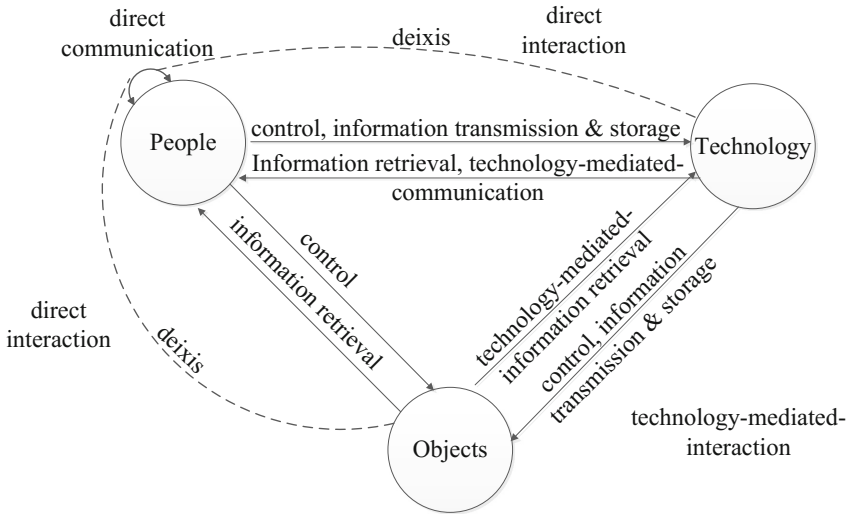 direct
communication
deixis
direct
interaction
People
control, information transmission & storage
Technology
Information retrieval, technology-mediated-
communication
control
information retrieval
technology-mediated-
information retrieval
control, information
transmission & storage
direct
interaction
deixis
Objects
technology-mediated-
interaction